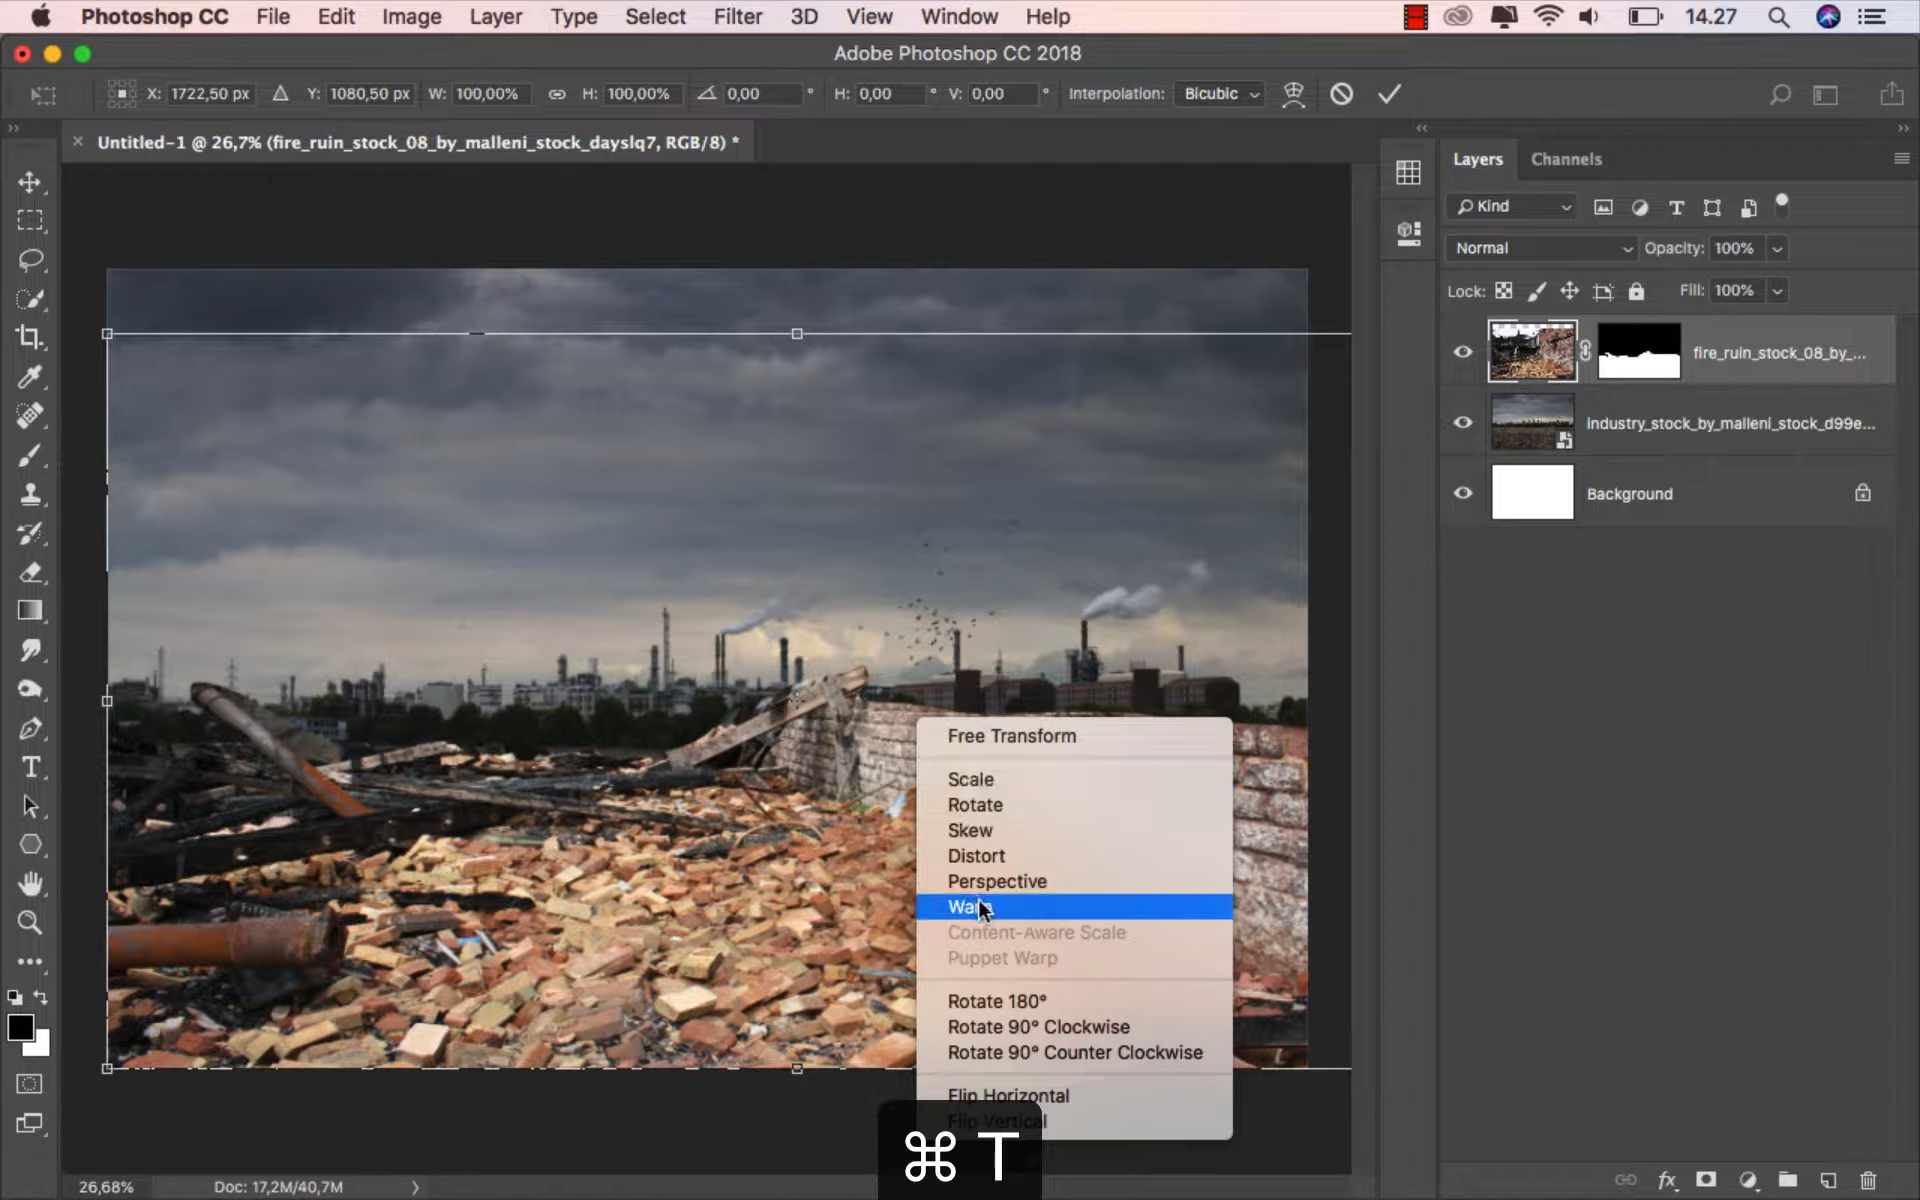 Photoshop CC File Edit Image Layer Type Select Filter 3D View Window Help 14.27
Adobe Photoshop CC 2018
X: 1722,50 px Y: 1080,50 px W: 100,00% H: 100,00% 0,00 ° H: 0,00 ° V: 0,00 ° Interpolation: Bicubic
Untitled-1 @ 26,7% (fire_ruin_stock_08_by_malleni_stock_dayslq7, RGB/8) *
Layers Channels
Kind
Normal Opacity: 100%
Lock: Fill: 100%
fire_ruin_stock_08_by_...
industry_stock_by_malleni_stock_d99e...
Background
Free Transform
Scale
Rotate
Skew
Distort
Perspective
Warp
Content-Aware Scale
Puppet Warp
Rotate 180°
Rotate 90° Clockwise
Rotate 90° Counter Clockwise
Flip Horizontal
Flip Vertical
⌘ T
26,68% Doc: 17,2M/40,7M